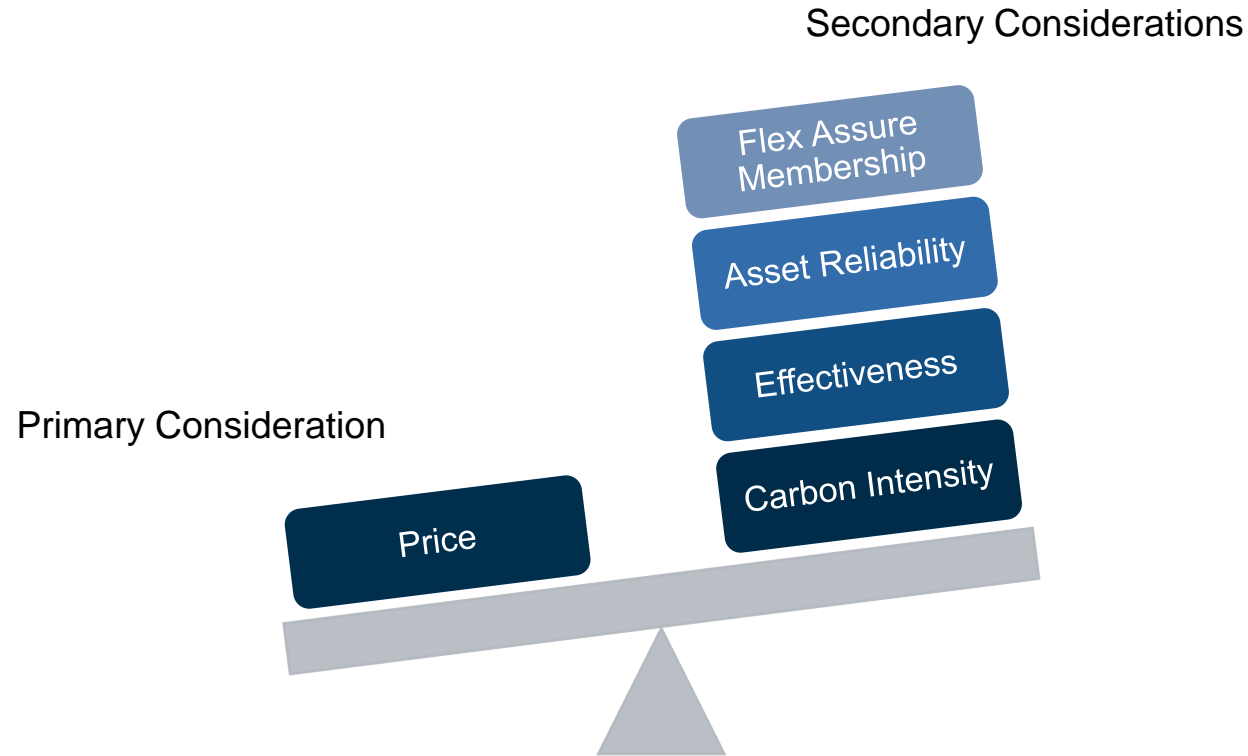 Secondary Considerations
Flex Assure
Membership
Asset Reliability
Effectiveness
Carbon Intensity
Primary Consideration
Price